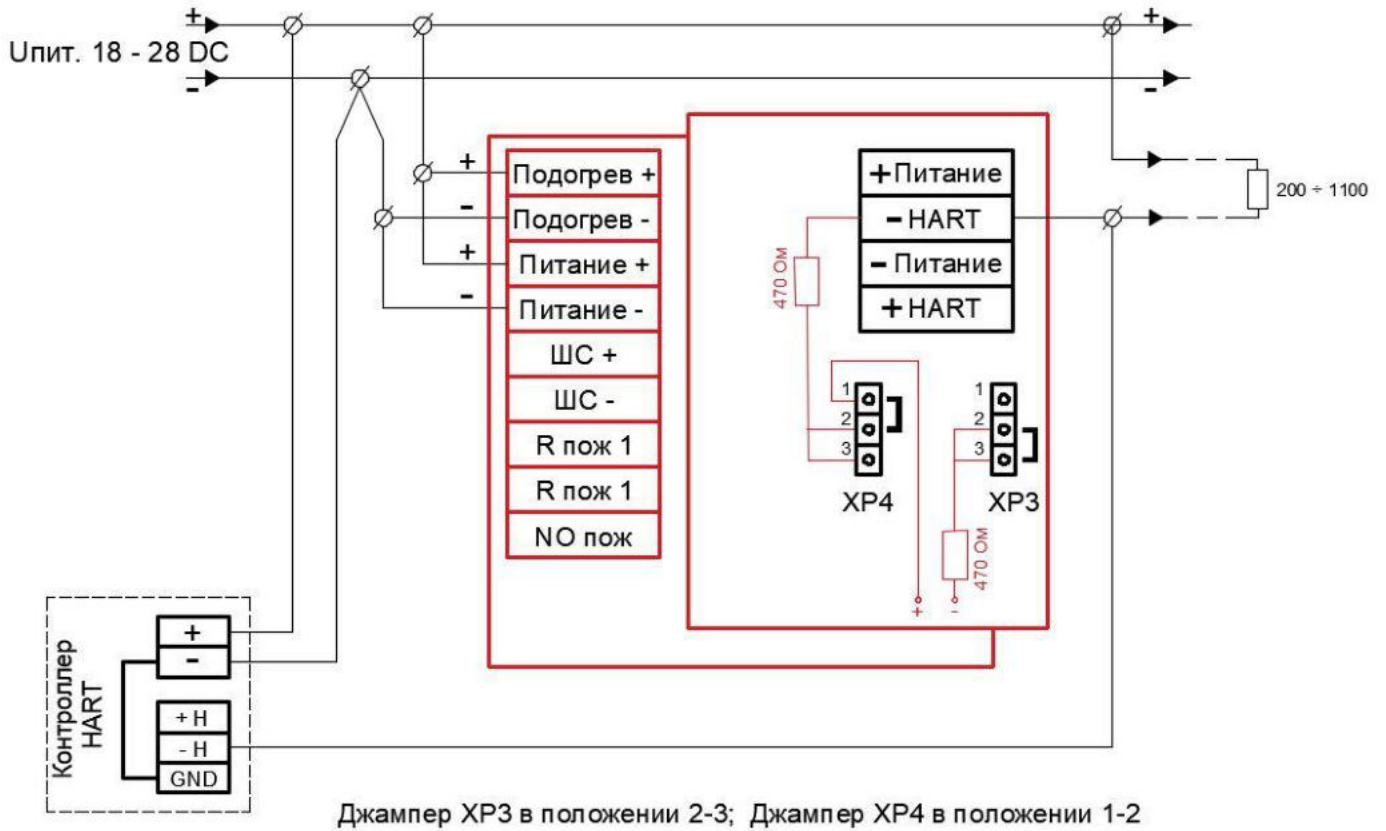 +
+
Uпит. 18 - 28 DC
-
-
+
Подогрев +
-
Подогрев -
+
Питание +
-
Питание -
ШС +
ШС -
R пож 1
R пож 1
NO пож
+Питание
- HART
- Питание
+ HART
200 ÷ 1100
470 Ом
1
2
3
XP4
1
2
3
XP3
470 Ом
+
-
Контроллер
HART
+
-
+ H
- H
GND
Джампер XP3 в положении 2-3; Джампер XP4 в положении 1-2